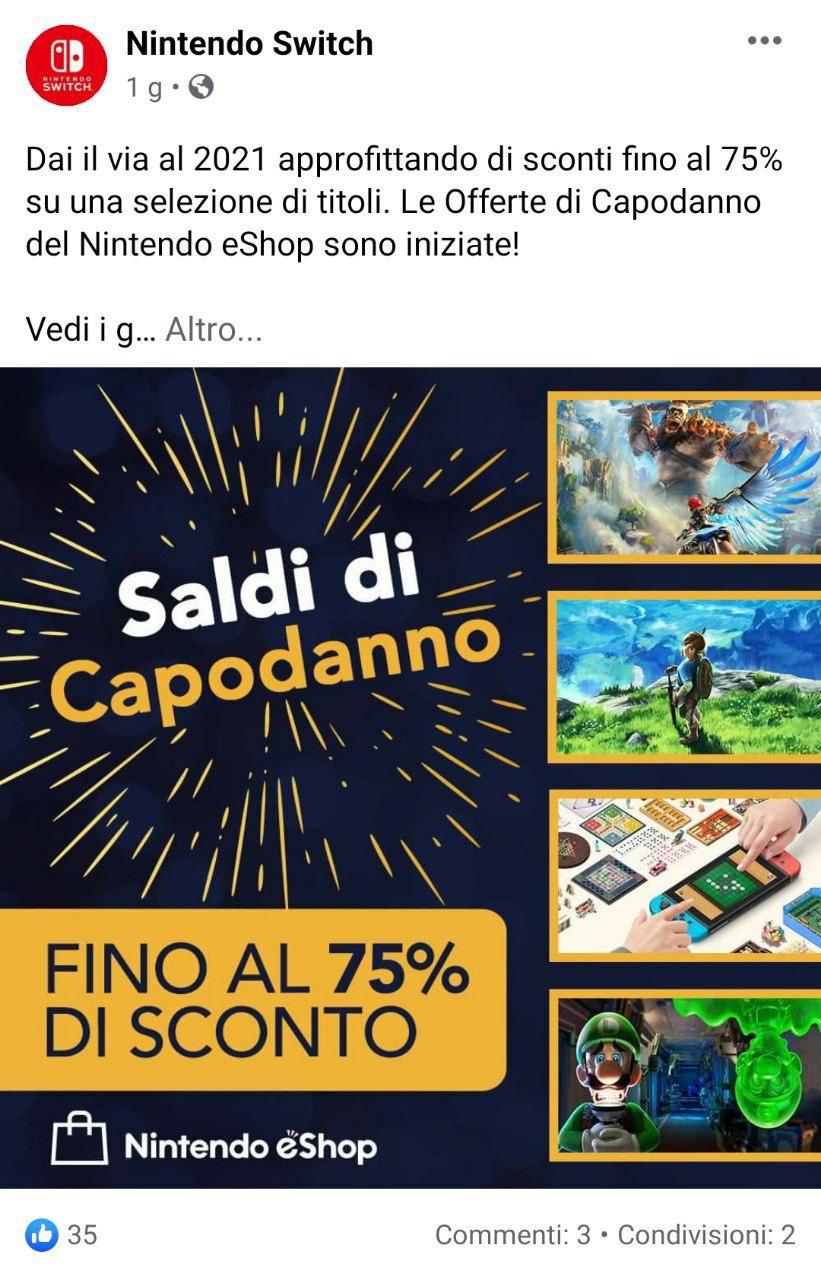 Nintendo Switch
1 g
NINTENDO
SWITCH
Dai il via al 2021 approfittando di sconti fino al 75%
su una selezione di titoli. Le Offerte di Capodanno
del Nintendo eShop sono iniziate!
Vedi i g... Altro...
Saldi di
Capodanno
FINO AL 75%
DI SCONTO
Nintendo eShop
35
Commenti: 3 • Condivisioni: 2